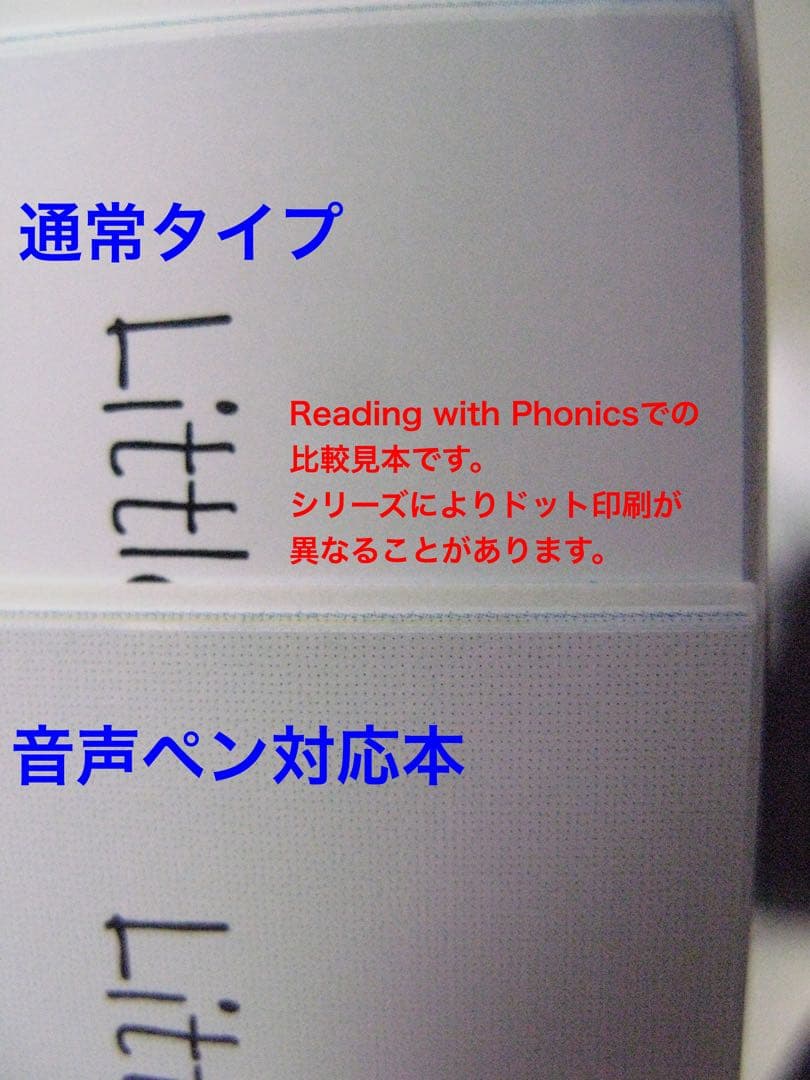 通常タイプ
Little
Reading with Phonicsでの
比較見本です。
シリーズによりドット印刷が
異なることがあります。
音声ペン対応本
Lit